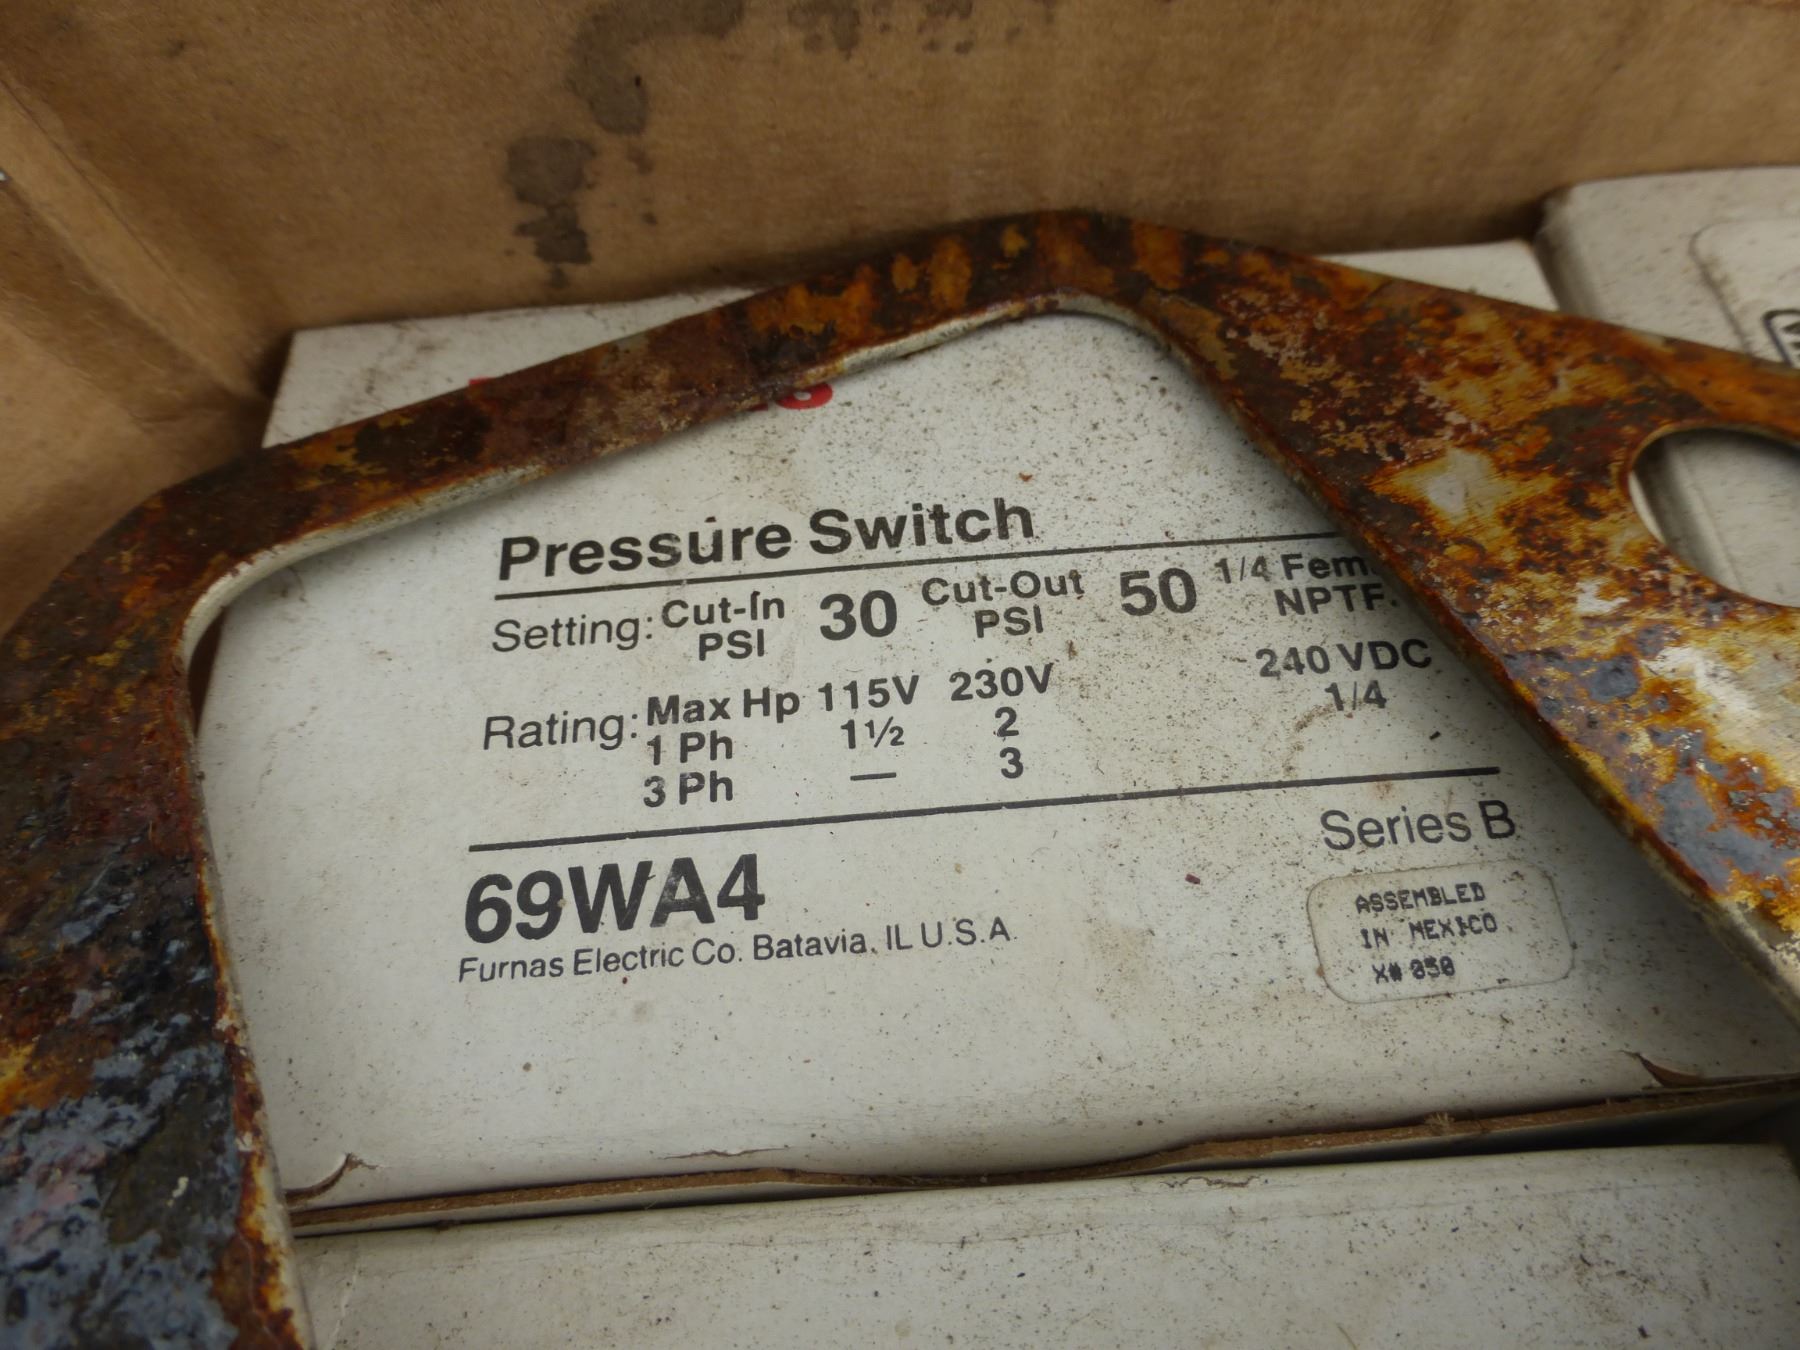 Pressure Switch
Setting: Cut-In PSI 30 Cut-Out PSI 50 1/4 Fem NPTF.
Rating: Max Hp 115V 230V 240 VDC
1 Ph 1½ 2 1/4
3 Ph — 3
Series B
69WA4
Furnas Electric Co. Batavia, IL U.S.A.
ASSEMBLED
IN MEXICO
X# 050